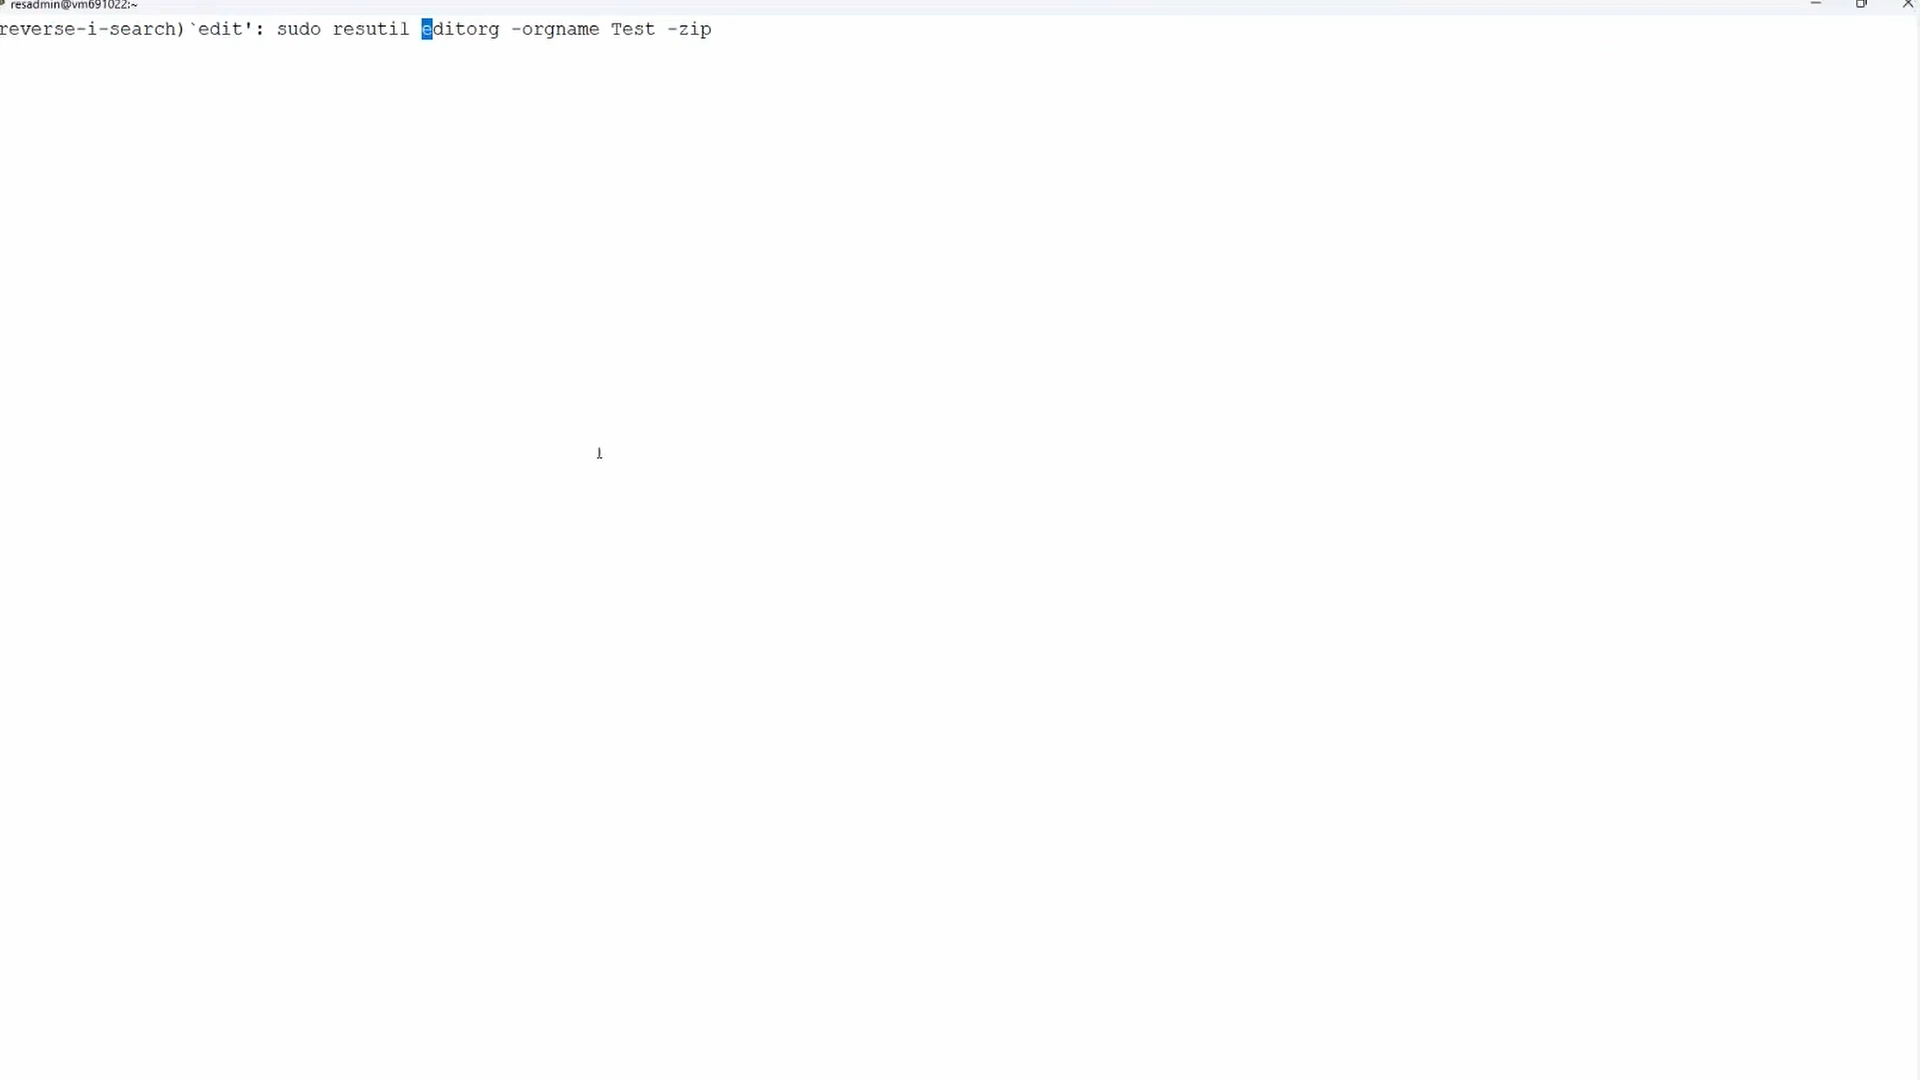 resadmin@vm691022:~
reverse-i-search)`edit': sudo resutil editorg -orgname Test -zip